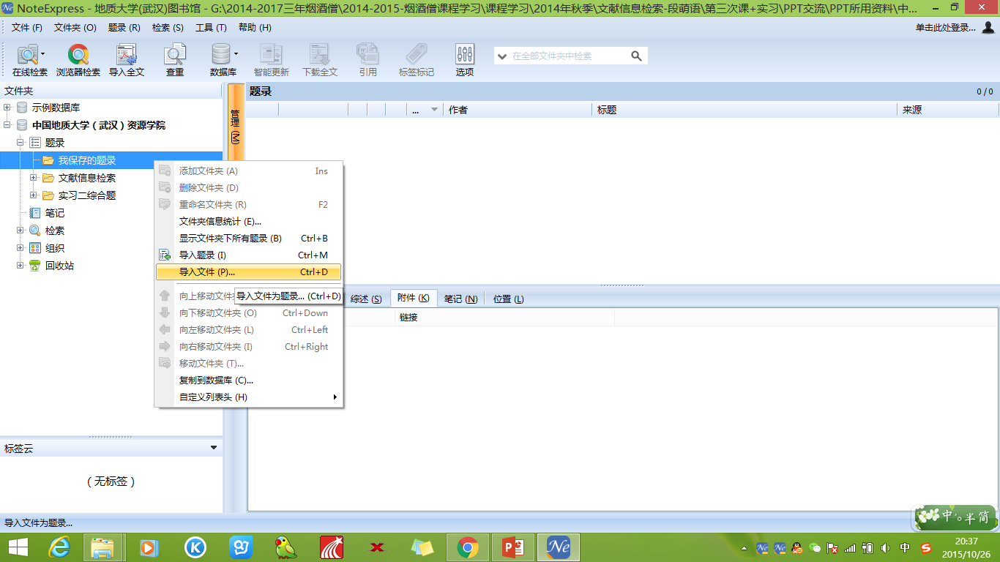 NoteExpress - 地质大学(武汉)图书馆 - G:\2014-2017三年烟酒僧\2014-2015-烟酒僧课程学习\课程学习\2014年秋季\文献信息检索-段萌语\第三次课+实习\PPT交流\PPT所用资料\中...
文件 (F) 文件夹 (O) 题录 (R) 检索 (S) 工具 (T) 帮助 (H) 单击此处登录...
在线检索 浏览器检索 导入全文 查重 数据库 智能更新 下载全文 引用 标签标记 选项 在全部文件夹中检索
文件夹
题录 0 / 0
... 作者 标题 来源
管理 (M)
示例数据库
中国地质大学（武汉）资源学院
题录
我保存的题录
文献信息检索
实习二综合题
笔记
检索
组织
回收站
添加文件夹 (A) Ins
删除文件夹 (D)
重命名文件夹 (R) F2
文件夹信息统计 (E)...
显示文件夹下所有题录 (B) Ctrl+B
导入题录 (I) Ctrl+M
导入文件 (P)... Ctrl+D
向上移动文件
导入文件为题录... (Ctrl+D)
向下移动文件夹 (O) Ctrl+Down
向左移动文件夹 (L) Ctrl+Left
向右移动文件夹 (I) Ctrl+Right
移动文件夹 (T)...
复制到数据库 (C)...
自定义列表头 (H)
综述 (S) 附件 (K) 笔记 (N) 位置 (L)
链接
标签云
（无标签）
导入文件为题录...
中 半 简
中
20:37
2015/10/26